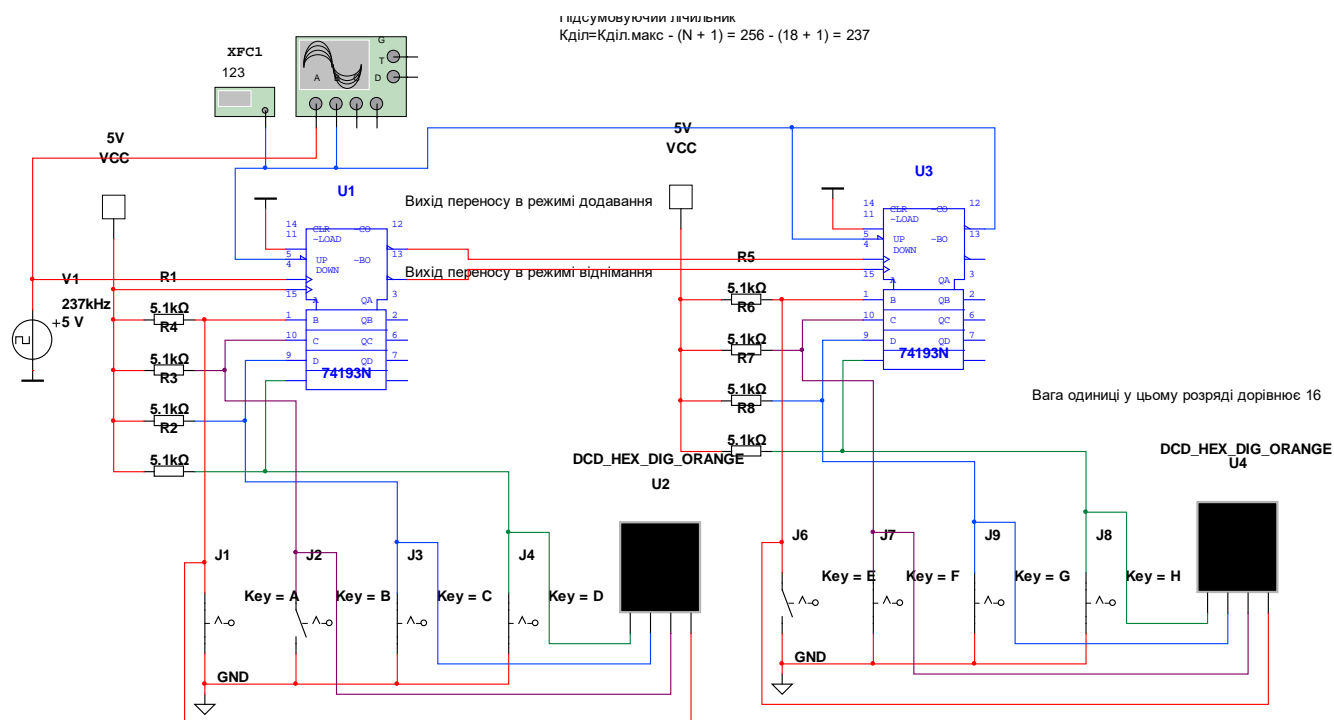 Підсумовуючий лічильник
Кділ=Кділ.макс - (N + 1) = 256 - (18 + 1) = 237
XFC1
123
G
T
A
B
C
D
5V
VCC
U1
14
11
CLR
~LOAD
~CO
12
5
4
UP
DOWN
~BO
13
15
A
QA
3
1
B
QB
2
10
C
QC
6
9
D
QD
7
74193N
Вихід переносу в режимі додавання
Вихід переносу в режимі віднімання
V1
237kHz
+5 V
R1
5.1kΩ
R4
5.1kΩ
R3
5.1kΩ
R2
5.1kΩ
5V
VCC
U3
14
11
CLR
~LOAD
~CO
12
5
4
UP
DOWN
~BO
13
15
A
QA
3
1
B
QB
2
10
C
QC
6
9
D
QD
7
74193N
R5
5.1kΩ
R6
5.1kΩ
R7
5.1kΩ
R8
5.1kΩ
Вага одиниці у цьому розряді дорівнює 16
DCD_HEX_DIG_ORANGE
U2
DCD_HEX_DIG_ORANGE
U4
J1
J2
J3
J4
Key = A
Key = B
Key = C
Key = D
GND
J6
J7
J9
J8
Key = E
Key = F
Key = G
Key = H
GND